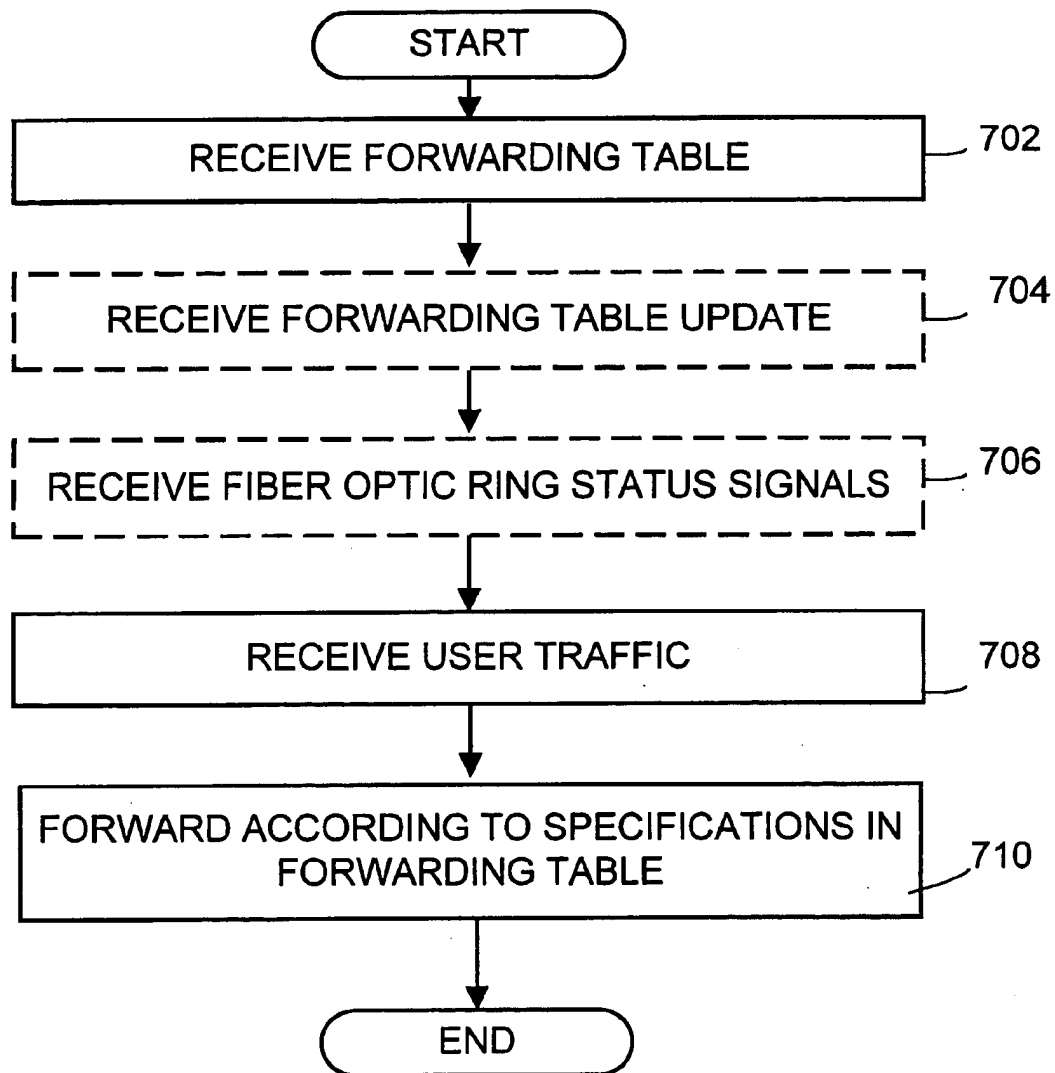 START
RECEIVE FORWARDING TABLE
702
RECEIVE FORWARDING TABLE UPDATE
704
RECEIVE FIBER OPTIC RING STATUS SIGNALS
706
RECEIVE USER TRAFFIC
708
FORWARD ACCORDING TO SPECIFICATIONS IN
FORWARDING TABLE
710
END